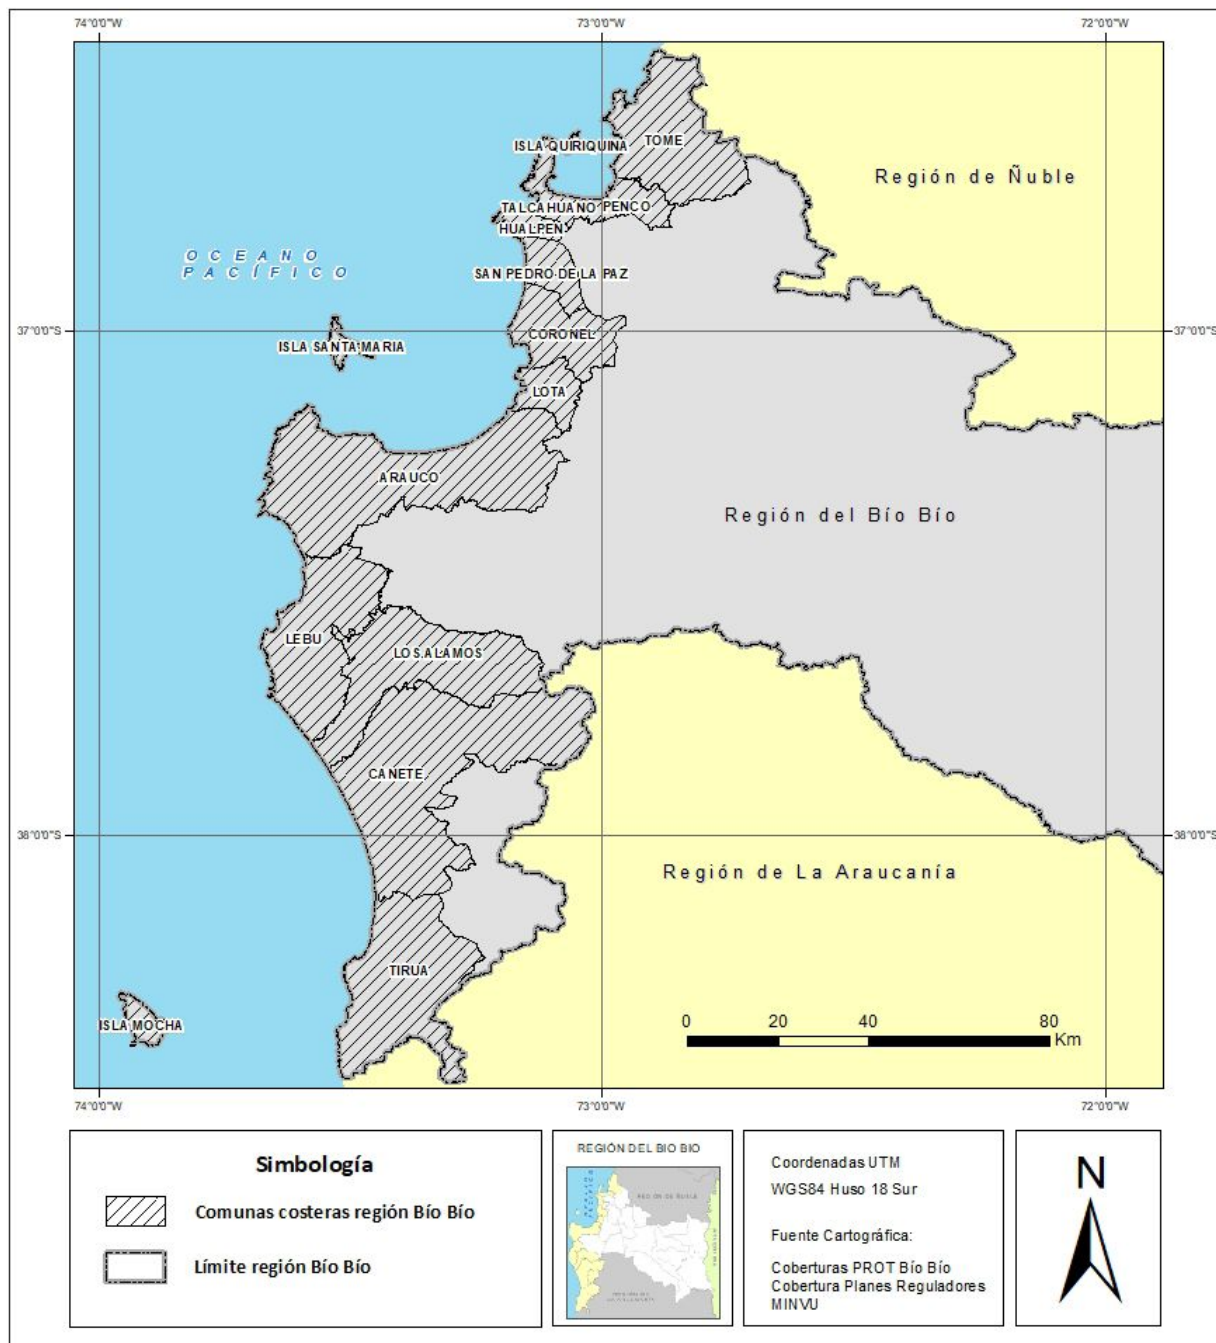 74°0'0"W
73°0'0"W
72°0'0"W
ISLA QUIRIQUINA
TOME
Región de Ñuble
TALCAHUANO
PENCO
HUALPEN
OCEANO
PACÍFICO
SAN PEDRO DE LA PAZ
37°0'0"S
37°0'0"S
CORONEL
ISLA SANTA MARIA
LOTA
ARAUCO
Región del Bío Bío
LEBU
LOS ALAMOS
CAÑETE
38°0'0"S
38°0'0"S
Región de La Araucanía
TIRUA
ISLA MOCHA
0 20 40 80
Km
74°0'0"W
73°0'0"W
72°0'0"W
Simbología
Comunas costeras región Bío Bío
Límite región Bío Bío
REGIÓN DEL BIO BIO
REGIÓN DE ÑUBLE
Coordenadas UTM
WGS84 Huso 18 Sur
Fuente Cartográfica:
Coberturas PROT Bío Bío
Cobertura Planes Reguladores
MINVU
N